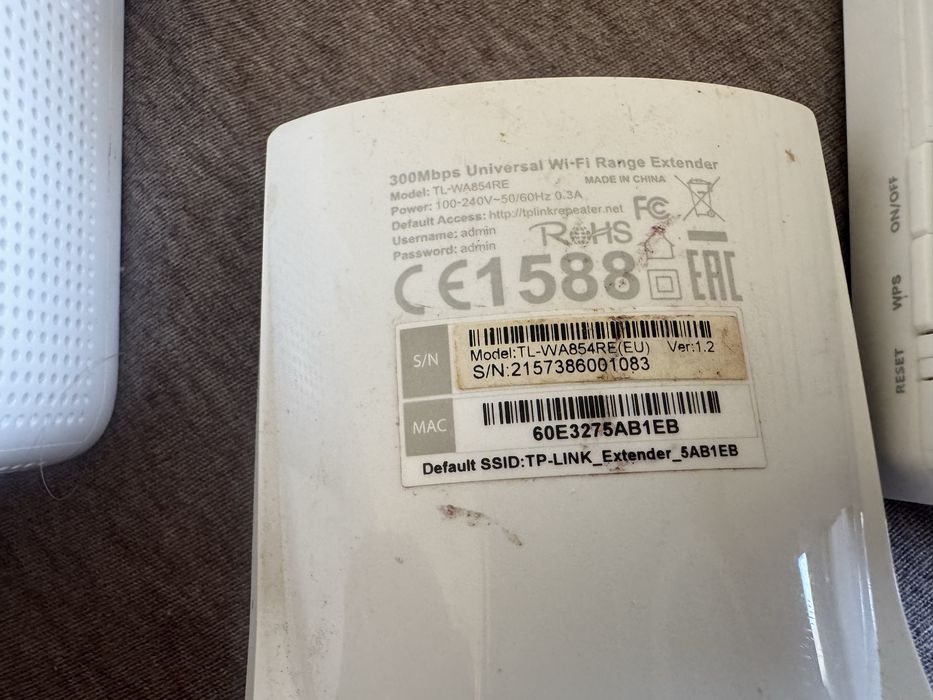 300Mbps Universal Wi-Fi Range Extender
Model: TL-WA854RE
MADE IN CHINA
Power: 100-240V~50/60Hz 0.3A
Default Access: http://tplinkrepeater.net
FC
Username: admin
RoHS
Password: admin
CE1588
EAC
S/N
Model:TL-WA854RE(EU) Ver:1.2
S/N:2157386001083
MAC
60E3275AB1EB
Default SSID:TP-LINK_Extender_5AB1EB
RESET WPS ON/OFF